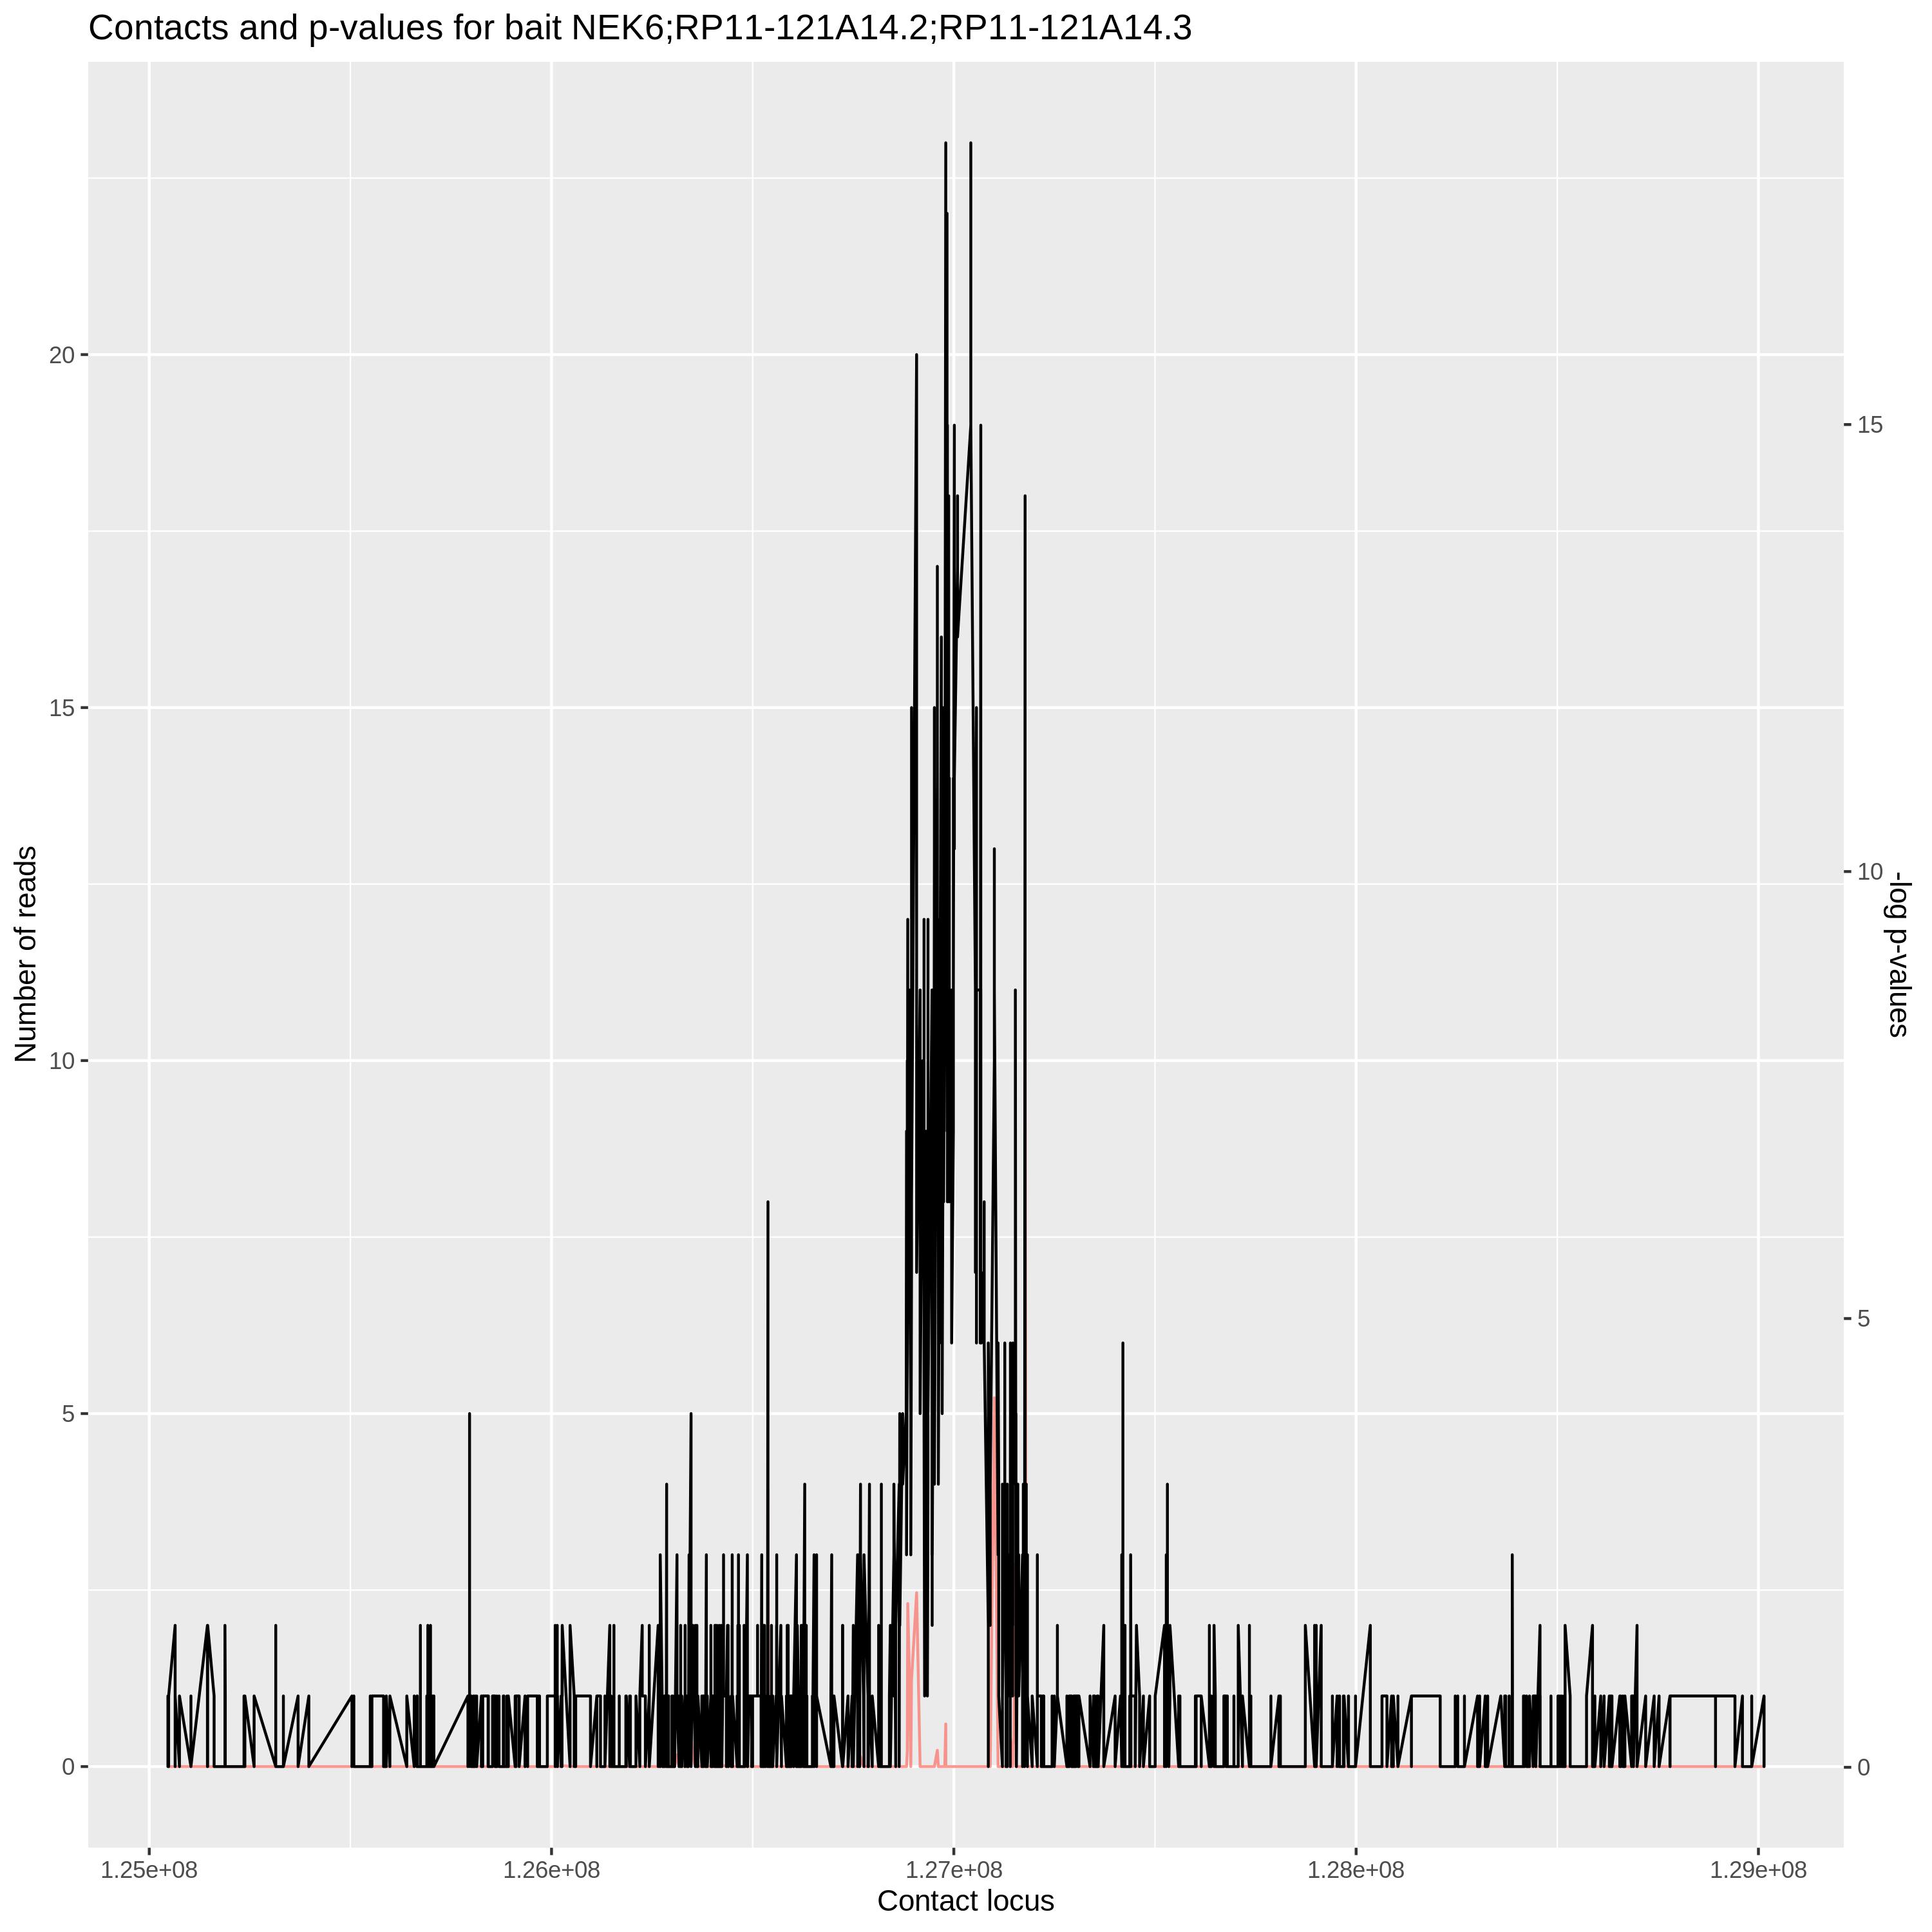 Contacts and p-values for bait NEK6;RP11-121A14.2;RP11-121A14.3
20
15
10
5
0
Number of reads
15
10
5
0
-log p-values
1.25e+08
1.26e+08
1.27e+08
1.28e+08
1.29e+08
Contact locus